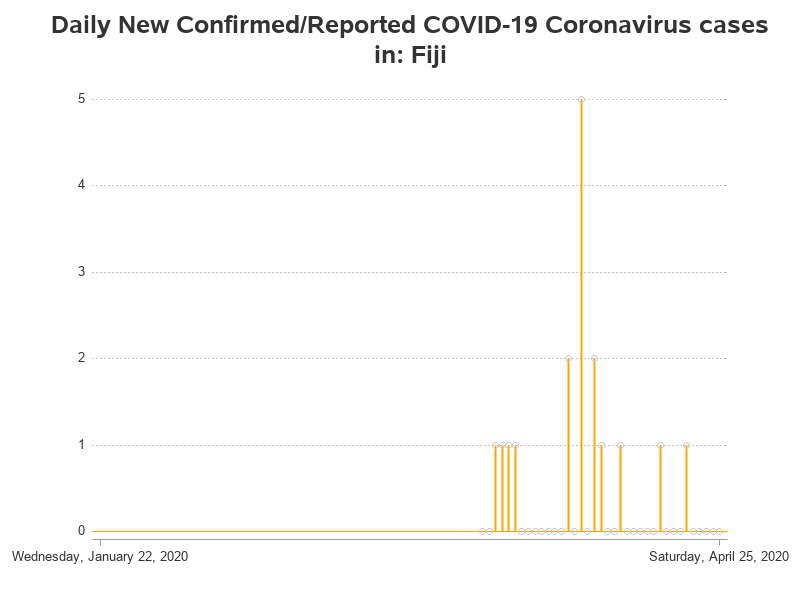 Daily New Confirmed/Reported COVID-19 Coronavirus cases
in: Fiji
5
4
3
2
1
0
Wednesday, January 22, 2020
Saturday, April 25, 2020